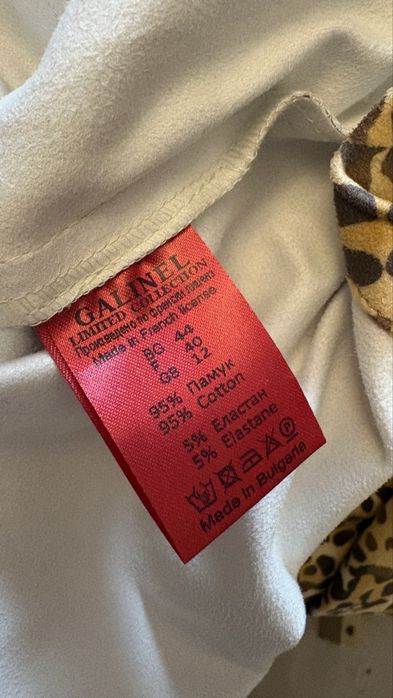 GALINEL
LIMITED COLLECTION
Произведено по френски лиценз
Made in French license
BG 44
F 40
GB 12
95% Памук
95% Cotton
5% Еластан
5% Elastane
Made in Bulgaria